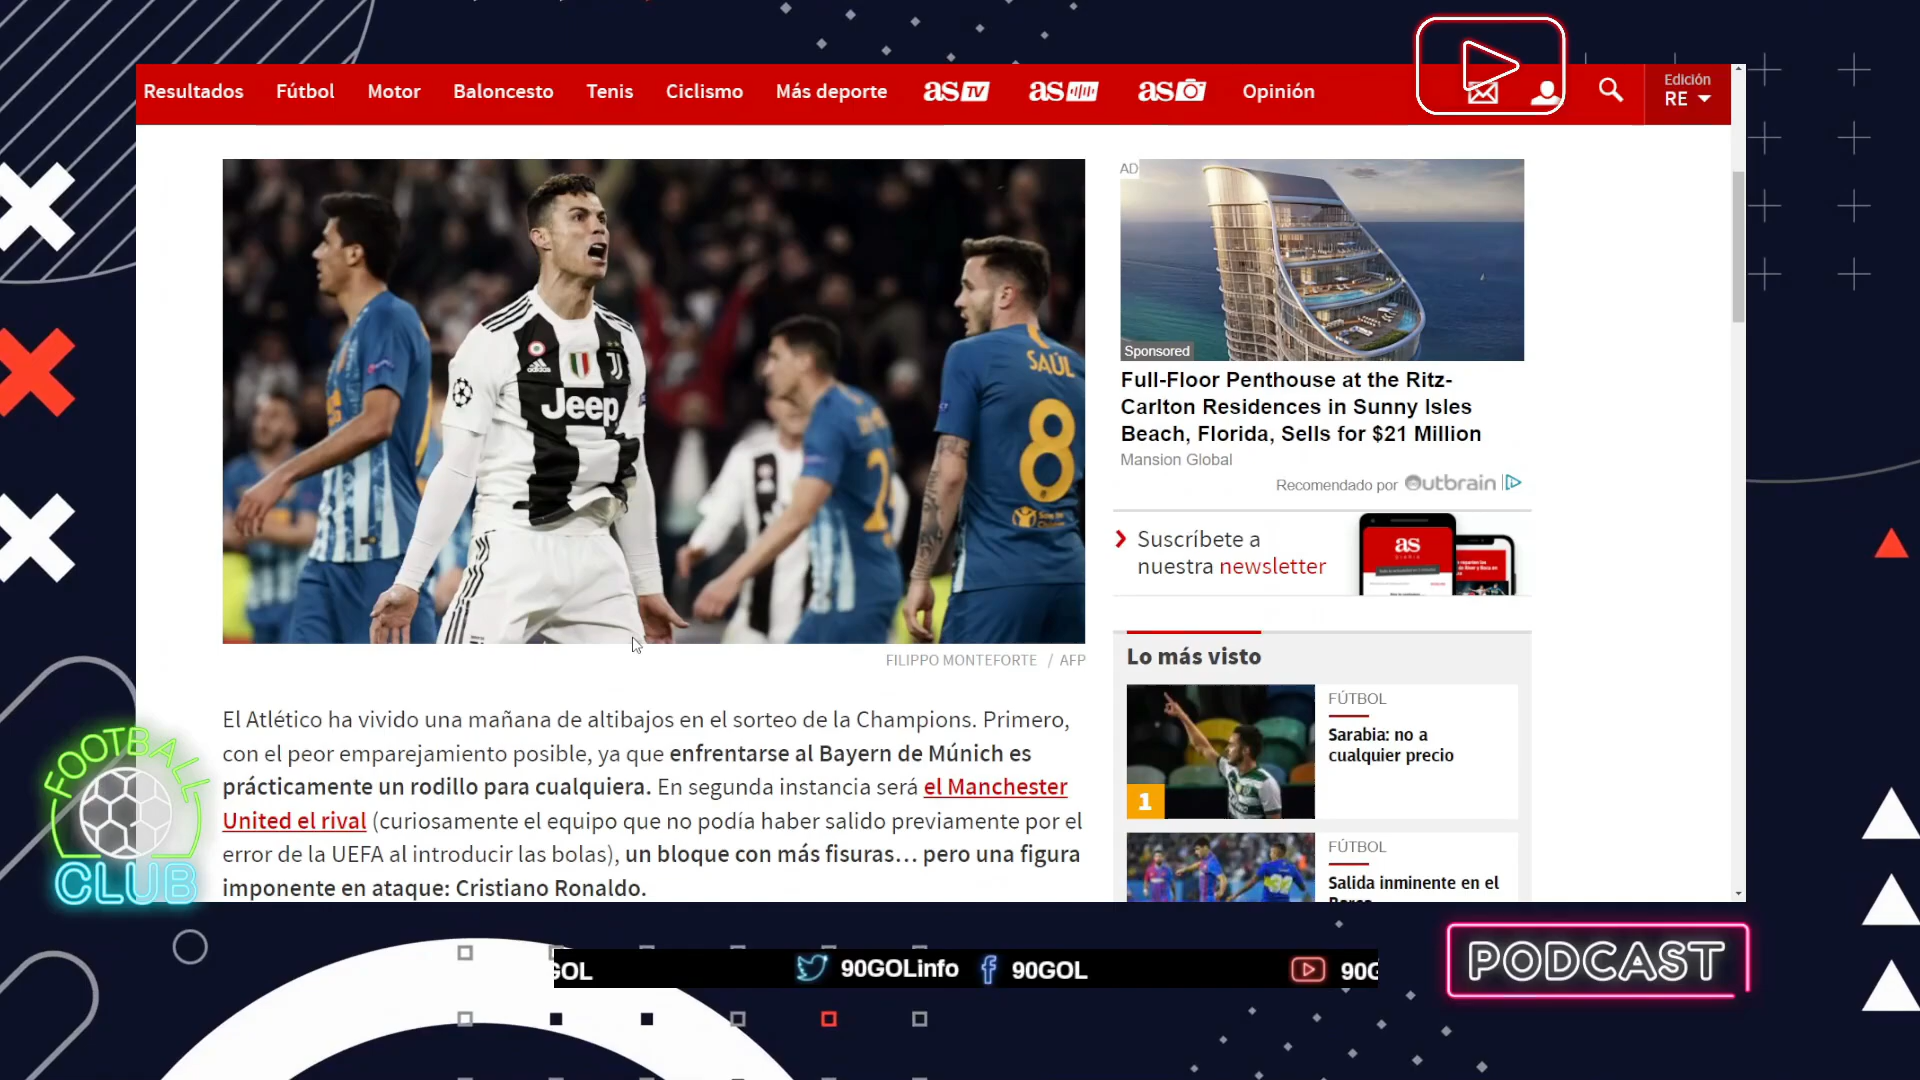 Resultados Fútbol Motor Baloncesto Tenis Ciclismo Más deporte as TV as as Opinión
Edición
RE
AD
adidas
Jeep
SAÚL
8
2
Sponsored
Full-Floor Penthouse at the Ritz-
Carlton Residences in Sunny Isles
Beach, Florida, Sells for $21 Million
Mansion Global
Recomendado por Outbrain
Suscríbete a
nuestra newsletter
as
FILIPPO MONTEFORTE / AFP
Lo más visto
1
FÚTBOL
Sarabia: no a
cualquier precio
FÚTBOL
Salida inminente en el
El Atlético ha vivido una mañana de altibajos en el sorteo de la Champions. Primero,
con el peor emparejamiento posible, ya que enfrentarse al Bayern de Múnich es
prácticamente un rodillo para cualquiera. En segunda instancia será el Manchester
United el rival (curiosamente el equipo que no podía haber salido previamente por el
error de la UEFA al introducir las bolas), un bloque con más fisuras... pero una figura
imponente en ataque: Cristiano Ronaldo.
FOOTBALL
CLUB
GOL 90GOLinfo 90GOL 90G
PODCAST